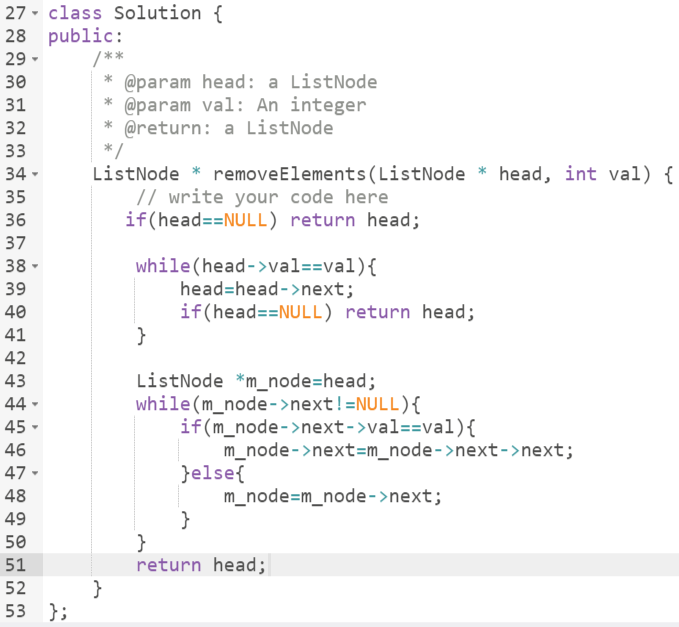 27 class Solution {
28 public:
29     /**
30      * @param head: a ListNode
31      * @param val: An integer
32      * @return: a ListNode
33      */
34     ListNode * removeElements(ListNode * head, int val) {
35         // write your code here
36        if(head==NULL) return head;
37
38         while(head->val==val){
39             head=head->next;
40             if(head==NULL) return head;
41         }
42
43         ListNode *m_node=head;
44         while(m_node->next!=NULL){
45             if(m_node->next->val==val){
46                 m_node->next=m_node->next->next;
47             }else{
48                 m_node=m_node->next;
49             }
50         }
51         return head;
52     }
53 };